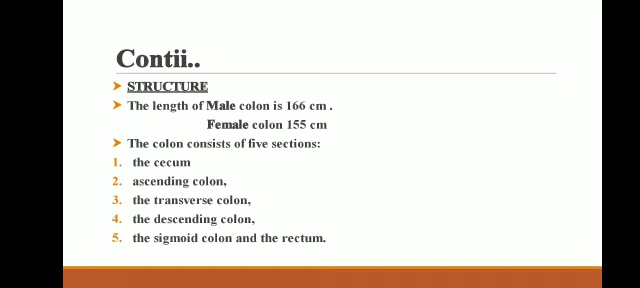 Contii..
➤ STRUCTURE
➤ The length of Male colon is 166 cm .
Female colon 155 cm
➤ The colon consists of five sections:
1. the cecum
2. ascending colon,
3. the transverse colon,
4. the descending colon,
5. the sigmoid colon and the rectum.